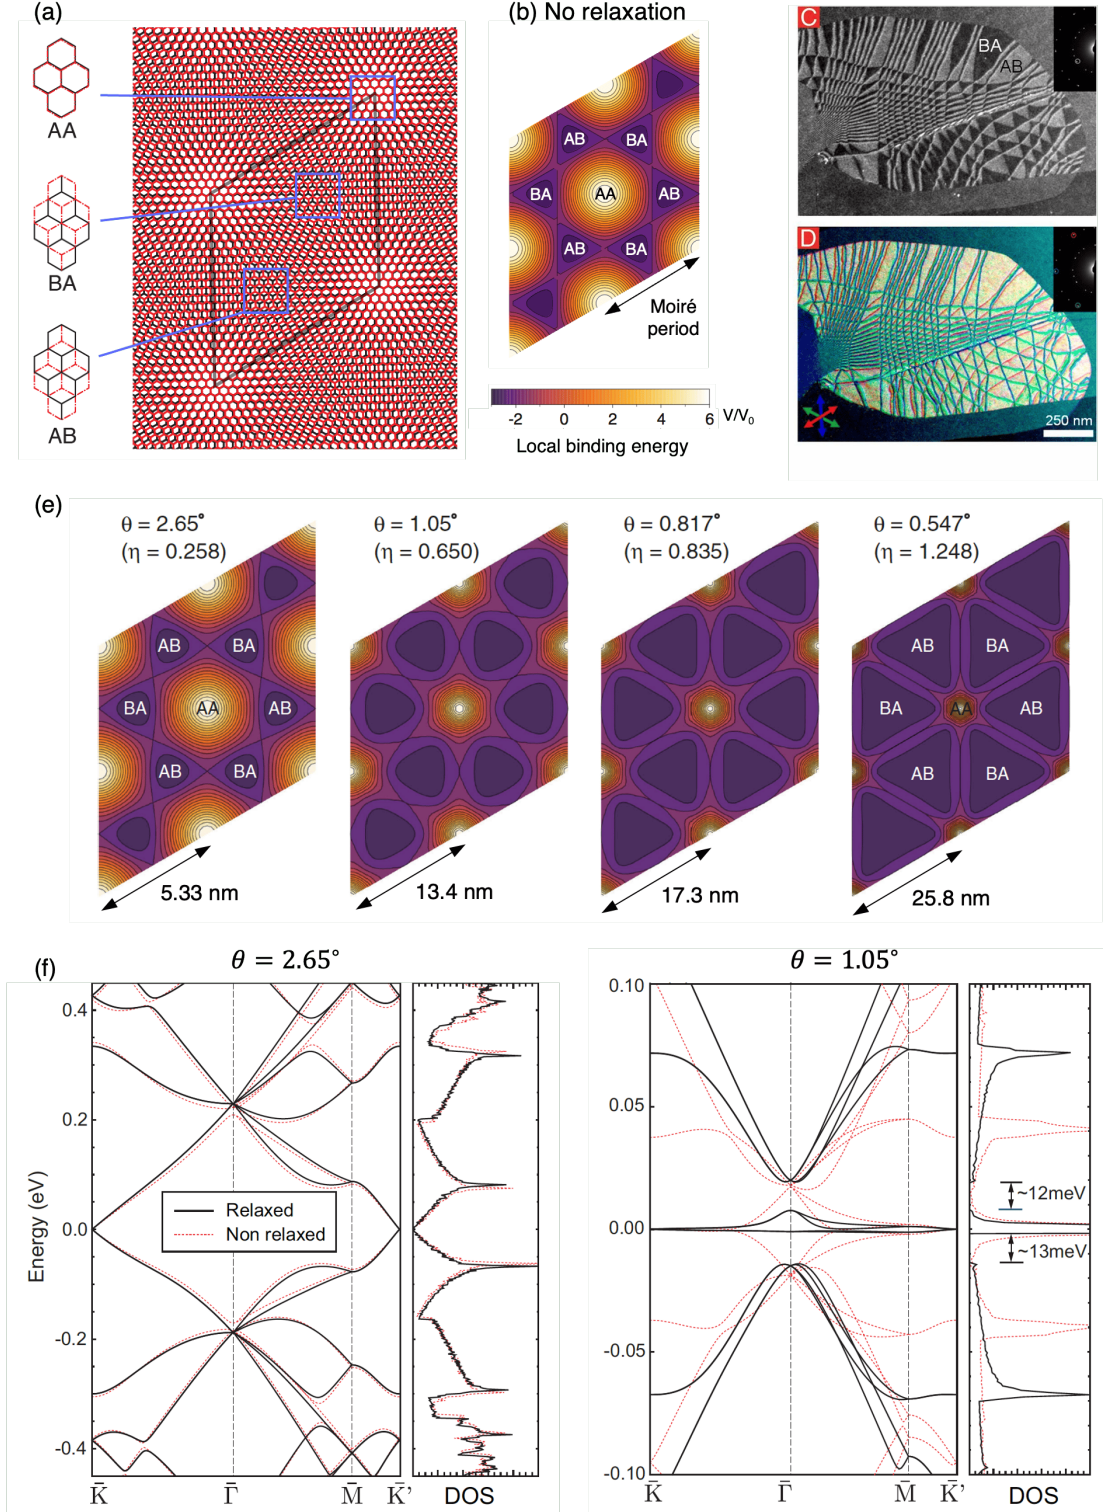 (a)
AA
BA
AB
(b) No relaxation
AB
BA
BA
AA
AB
AB
BA
Moiré
period
-2 0 2 4 6 V/V0
Local binding energy
C
BA
AB
D
250 nm
(e)
θ = 2.65°
(η = 0.258)
AB
BA
BA
AA
AB
AB
BA
5.33 nm
θ = 1.05°
(η = 0.650)
13.4 nm
θ = 0.817°
(η = 0.835)
17.3 nm
θ = 0.547°
(η = 1.248)
AB
BA
BA
AA
AB
AB
BA
25.8 nm
(f)
θ = 2.65°
Energy (eV)
0.4
0.2
0.0
-0.2
-0.4
Relaxed
Non relaxed
K̄ Γ̄ M̄ K̄' DOS
θ = 1.05°
0.10
0.05
0.00
-0.05
-0.10
~12meV
~13meV
K̄ Γ̄ M̄ K̄' DOS